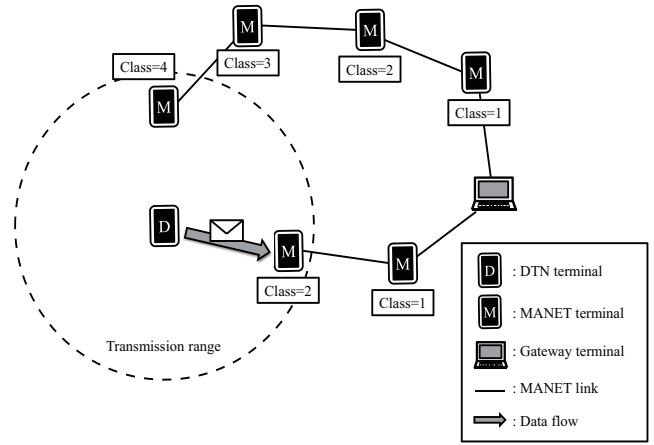 M
M
Class=4
Class=3
Class=2
M
M
Class=1
D
M
M
Class=2
Class=1
Transmission range
D : DTN terminal
M : MANET terminal
: Gateway terminal
: MANET link
: Data flow